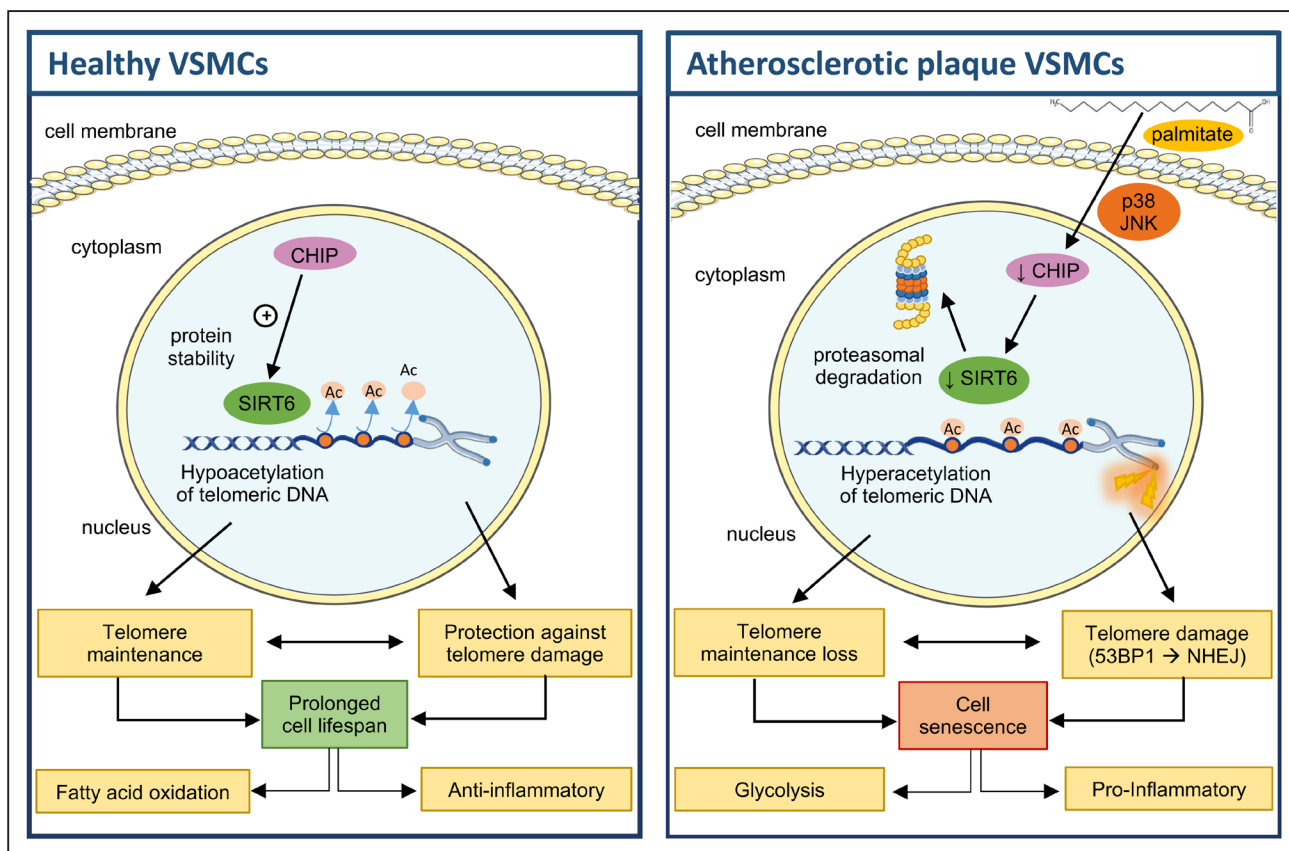 Healthy VSMCs
cell membrane
cytoplasm
CHIP
+
protein
stability
SIRT6
Ac
Ac
Ac
Hypoacetylation
of telomeric DNA
nucleus
Telomere
maintenance
Protection against
telomere damage
Prolonged
cell lifespan
Fatty acid oxidation
Anti-inflammatory
Atherosclerotic plaque VSMCs
H₃C
OH
O
cell membrane
palmitate
p38
JNK
cytoplasm
↓ CHIP
proteasomal
degradation
↓ SIRT6
Ac
Ac
Ac
Hyperacetylation
of telomeric DNA
nucleus
Telomere
maintenance loss
Telomere damage
(53BP1 → NHEJ)
Cell
senescence
Glycolysis
Pro-Inflammatory